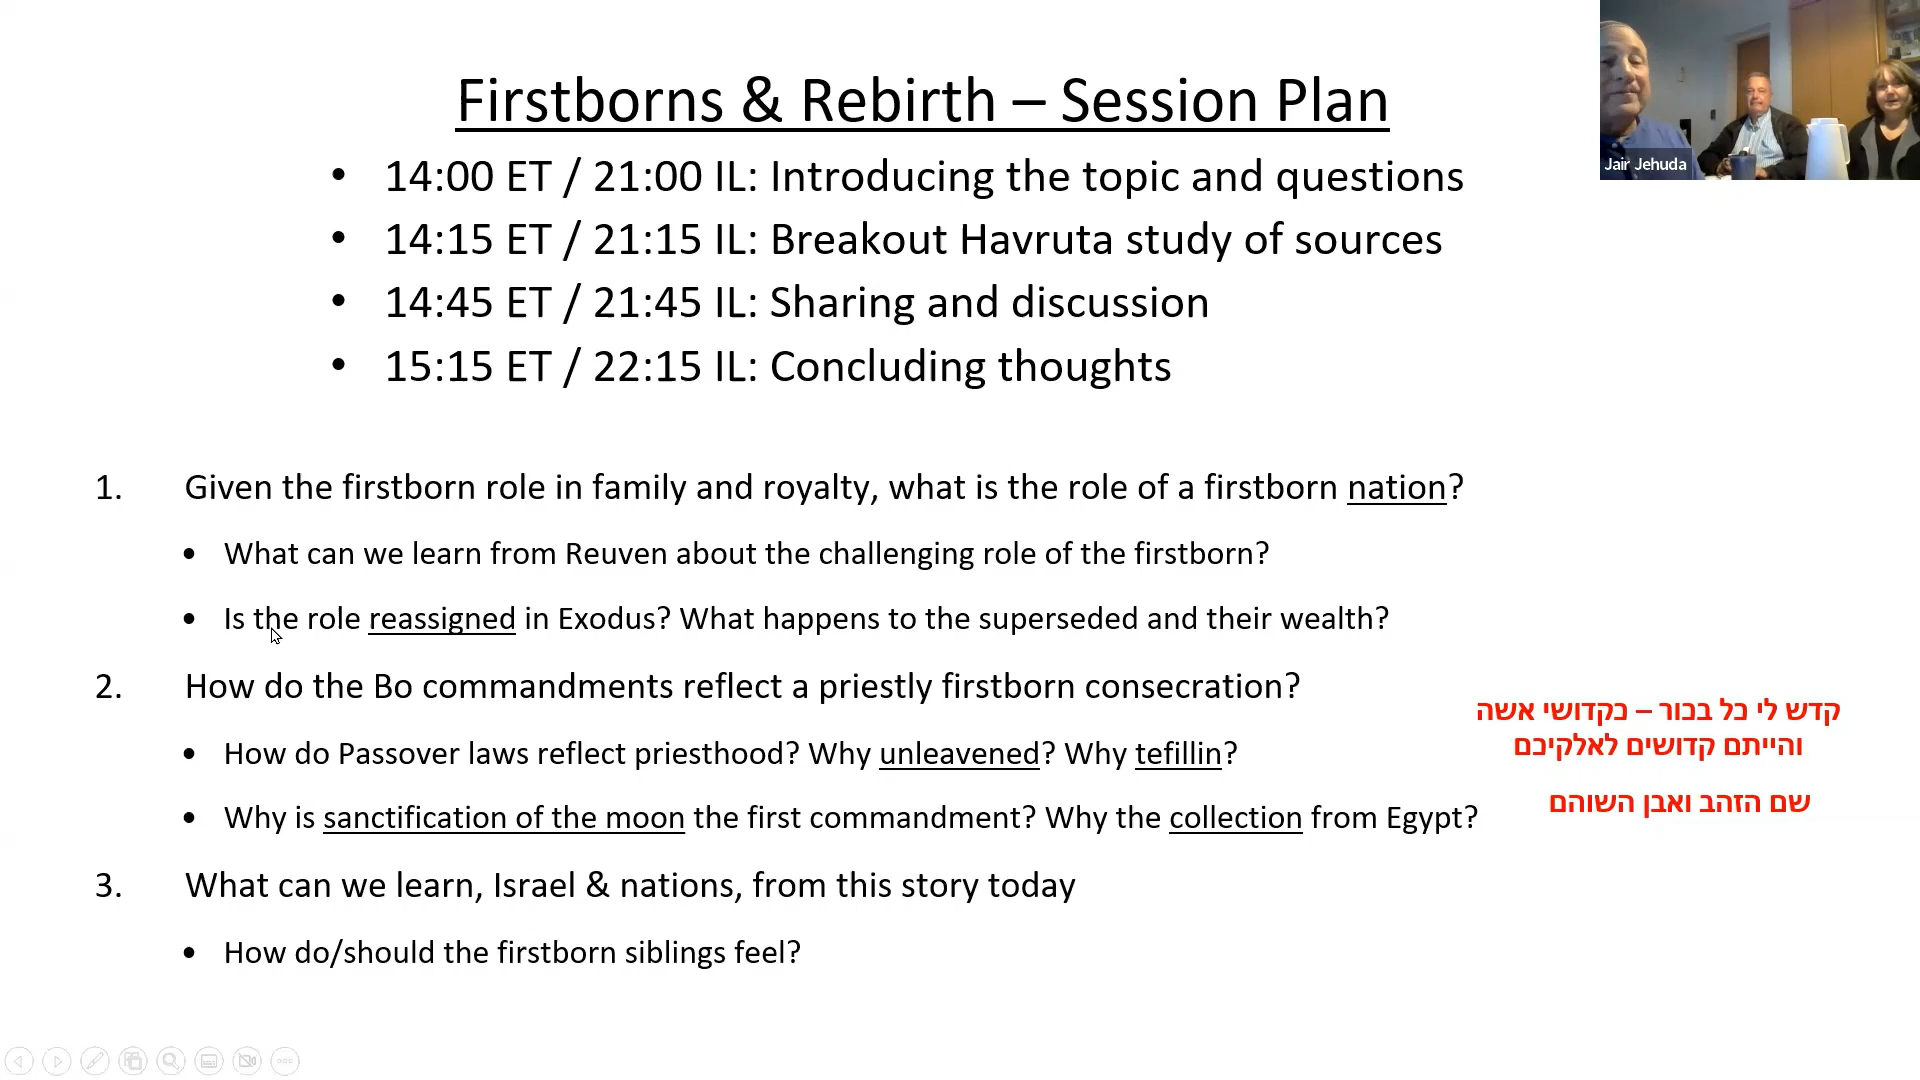 Firstborns & Rebirth – Session Plan
• 14:00 ET / 21:00 IL: Introducing the topic and questions
• 14:15 ET / 21:15 IL: Breakout Havruta study of sources
• 14:45 ET / 21:45 IL: Sharing and discussion
• 15:15 ET / 22:15 IL: Concluding thoughts
Jair Jehuda
1. Given the firstborn role in family and royalty, what is the role of a firstborn nation?
• What can we learn from Reuven about the challenging role of the firstborn?
• Is the role reassigned in Exodus? What happens to the superseded and their wealth?
2. How do the Bo commandments reflect a priestly firstborn consecration?
• How do Passover laws reflect priesthood? Why unleavened? Why tefillin?
• Why is sanctification of the moon the first commandment? Why the collection from Egypt?
קדש לי כל בכור – כקדושי אשה
והייתם קדושים לאלקיכם
שם הזהב ואבן השוהם
3. What can we learn, Israel & nations, from this story today
• How do/should the firstborn siblings feel?